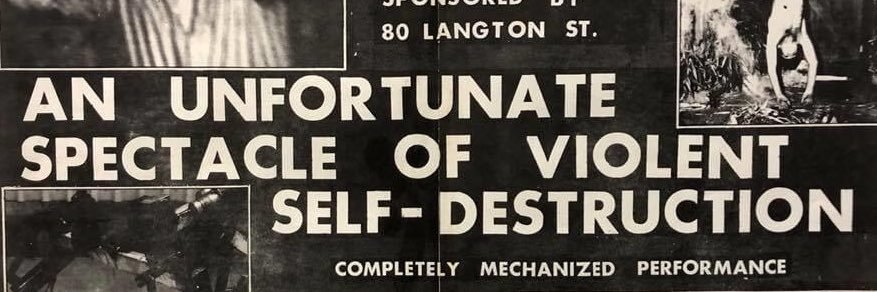 SPONSORED BY
80 LANGTON ST.
AN UNFORTUNATE
SPECTACLE OF VIOLENT
SELF-DESTRUCTION
COMPLETELY MECHANIZED PERFORMANCE